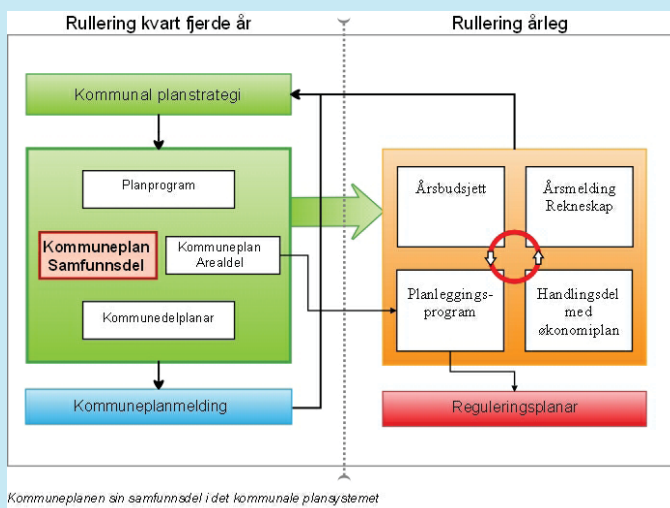 Rullering kvart fjerde år
Rullering årleg
Kommunal planstrategi
Planprogram
Kommuneplan
Samfunnsdel
Kommuneplan
Arealdel
Kommunedelplanar
Kommuneplanmelding
Årsbudsjett
Årsmelding
Rekneskap
Planleggings-
program
Handlingsdel
med
økonomiplan
Reguleringsplanar
Kommuneplanen sin samfunnsdel i det kommunale plansystemet